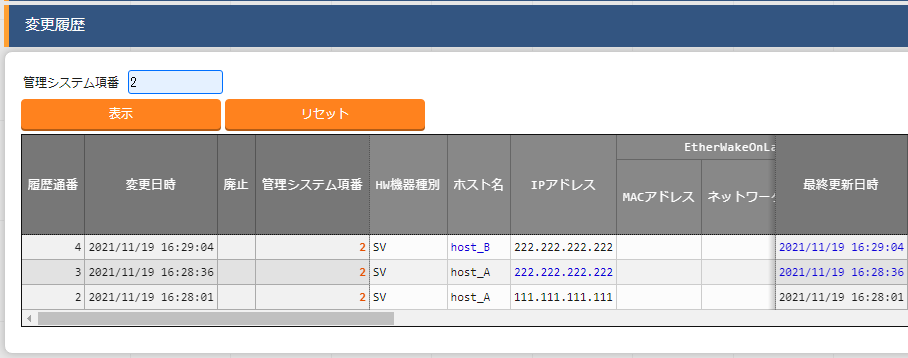 変更履歴
管理システム項番 2
表示 リセット
EtherWakeOnLa
履歴通番 変更日時 廃止 管理システム項番 HW機器種別 ホスト名 IPアドレス MACアドレス ネットワーク 最終更新日時
4 2021/11/19 16:29:04 2 SV host_B 222.222.222.222 2021/11/19 16:29:04
3 2021/11/19 16:28:36 2 SV host_A 222.222.222.222 2021/11/19 16:28:36
2 2021/11/19 16:28:01 2 SV host_A 111.111.111.111 2021/11/19 16:28:01